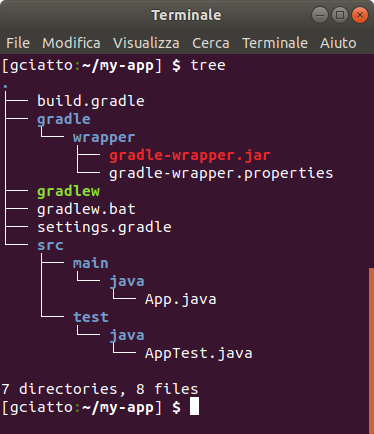 Terminale
File Modifica Visualizza Cerca Terminale Aiuto
[gciatto:~/my-app] $ tree
.
├── build.gradle
├── gradle
│   └── wrapper
│       ├── gradle-wrapper.jar
│       └── gradle-wrapper.properties
├── gradlew
├── gradlew.bat
├── settings.gradle
└── src
    ├── main
    │   └── java
    │       └── App.java
    └── test
        └── java
            └── AppTest.java
7 directories, 8 files
[gciatto:~/my-app] $